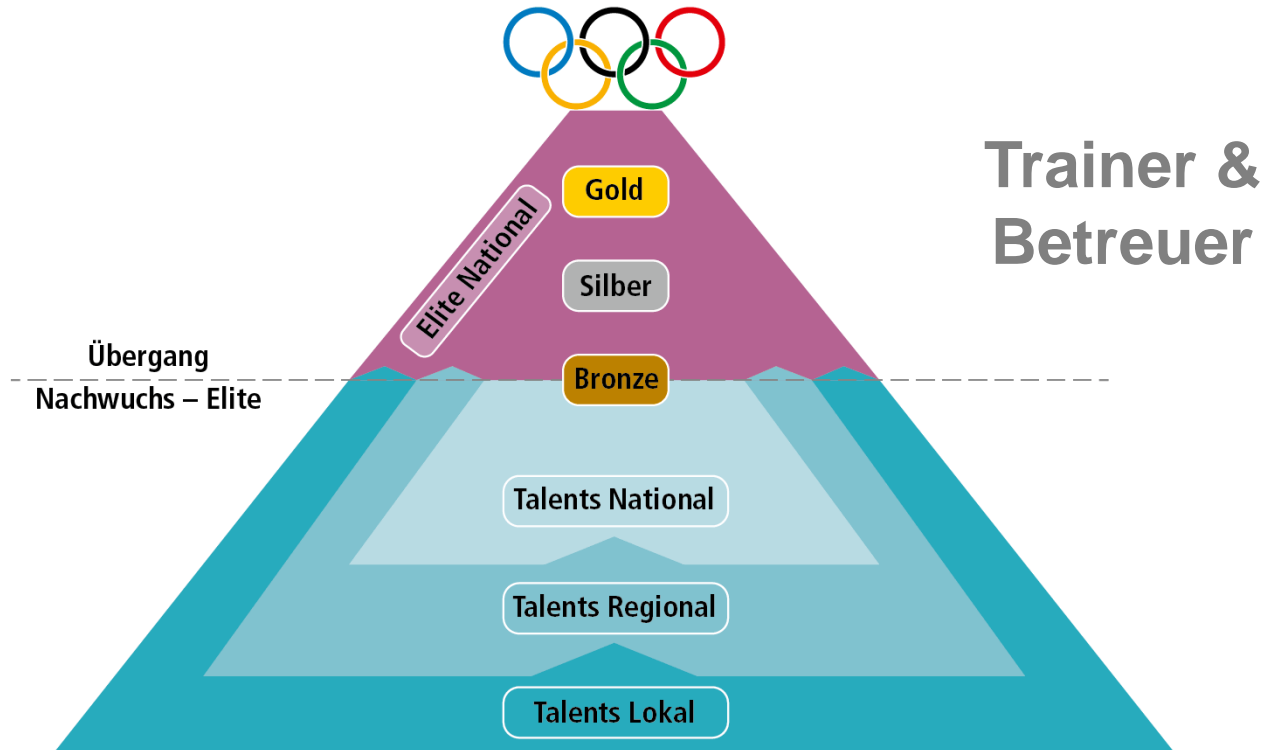 Trainer &
Betreuer
Gold
Elite National
Silber
Übergang
Bronze
Nachwuchs – Elite
Talents National
Talents Regional
Talents Lokal